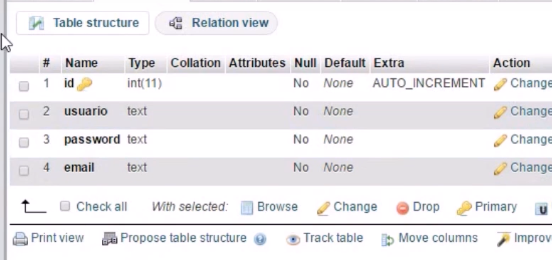 Table structure Relation view
# Name Type Collation Attributes Null Default Extra Action
1 id int(11) No None AUTO_INCREMENT Change
2 usuario text No None Change
3 password text No None Change
4 email text No None Change
Check all With selected: Browse Change Drop Primary
Print view Propose table structure Track table Move columns Improv